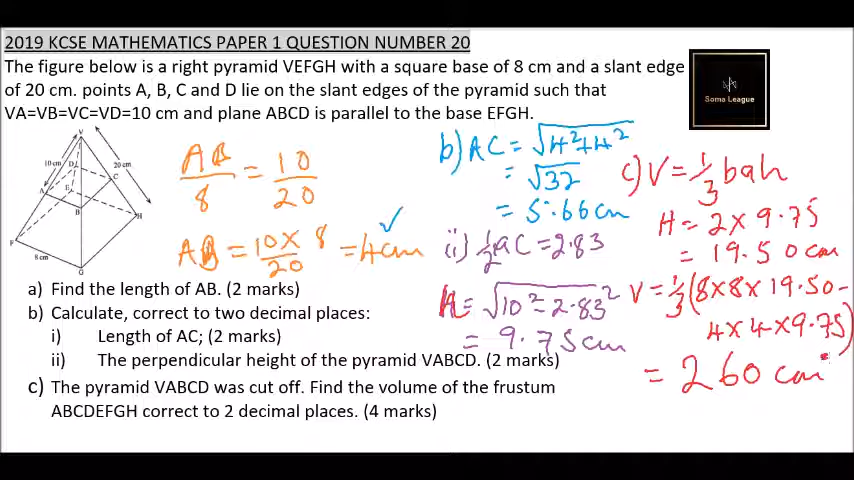 2019 KCSE MATHEMATICS PAPER 1 QUESTION NUMBER 20
The figure below is a right pyramid VEFGH with a square base of 8 cm and a slant edge
of 20 cm. points A, B, C and D lie on the slant edges of the pyramid such that
VA=VB=VC=VD=10 cm and plane ABCD is parallel to the base EFGH.
Soma League
V
10 cm
20 cm
D
C
A
E
B
H
F
8 cm
G
AB/8 = 10/20
AB = 10 × 8/20 = 4cm ✓
b) AC = √4²+4²
= √32
= 5.66 cm
ii) ½ AC = 2.83
H = √10² - 2.83²
= 9.75 cm
c) V = ⅓ bah
H = 2 × 9.75
= 19.50 cm
V = ⅓(8×8×19.50 -
4×4×9.75)
= 260 cm
a) Find the length of AB. (2 marks)
b) Calculate, correct to two decimal places:
i) Length of AC; (2 marks)
ii) The perpendicular height of the pyramid VABCD. (2 marks)
c) The pyramid VABCD was cut off. Find the volume of the frustum
ABCDEFGH correct to 2 decimal places. (4 marks)